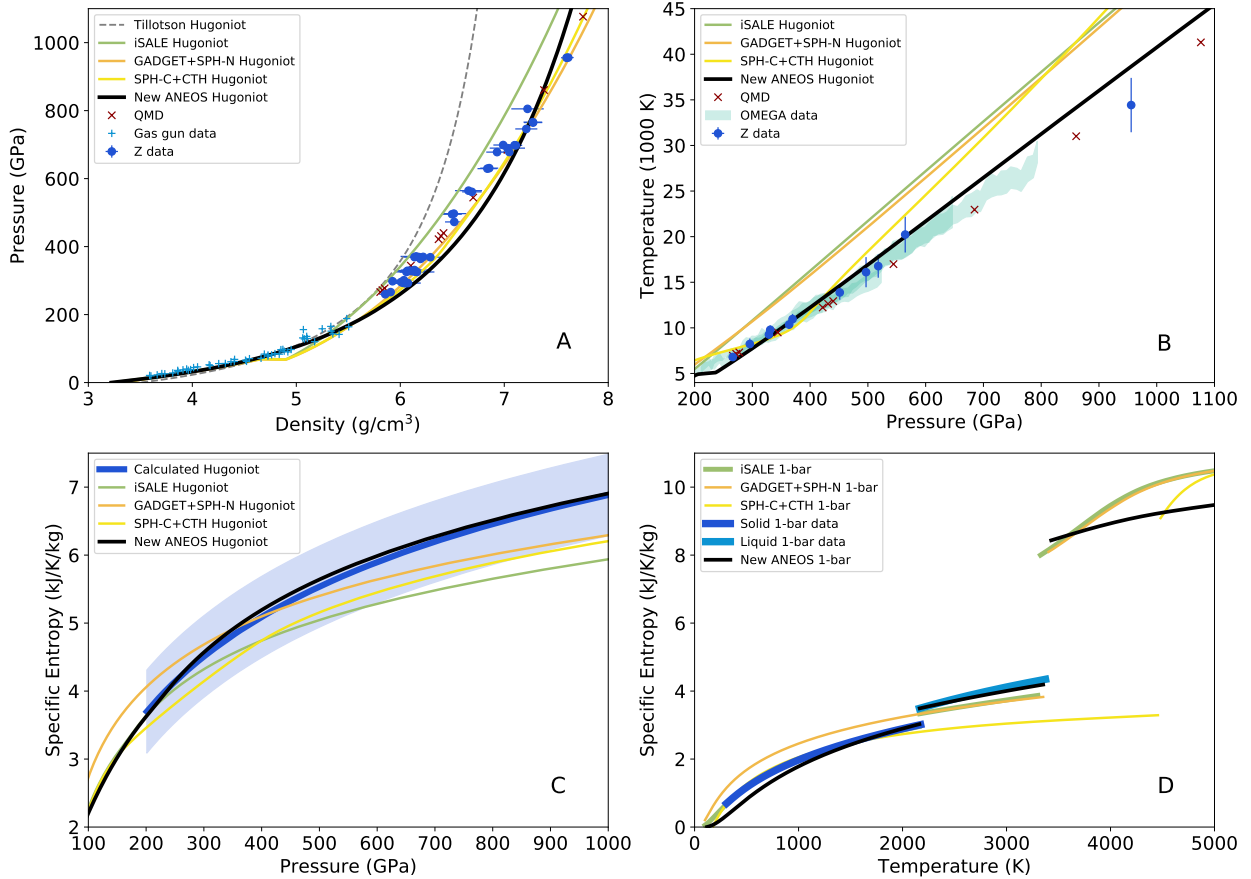 Tillotson Hugoniot
iSALE Hugoniot
GADGET+SPH-N Hugoniot
SPH-C+CTH Hugoniot
New ANEOS Hugoniot
QMD
Gas gun data
Z data
1000
800
600
400
200
0
Pressure (GPa)
A
3 4 5 6 7 8
Density (g/cm³)
iSALE Hugoniot
GADGET+SPH-N Hugoniot
SPH-C+CTH Hugoniot
New ANEOS Hugoniot
QMD
OMEGA data
Z data
45
40
35
30
25
20
15
10
5
Temperature (1000 K)
B
200 300 400 500 600 700 800 900 1000 1100
Pressure (GPa)
Calculated Hugoniot
iSALE Hugoniot
GADGET+SPH-N Hugoniot
SPH-C+CTH Hugoniot
New ANEOS Hugoniot
7
6
5
4
3
2
Specific Entropy (kJ/K/kg)
C
100 200 300 400 500 600 700 800 900 1000
Pressure (GPa)
iSALE 1-bar
GADGET+SPH-N 1-bar
SPH-C+CTH 1-bar
Solid 1-bar data
Liquid 1-bar data
New ANEOS 1-bar
10
8
6
4
2
0
Specific Entropy (kJ/K/kg)
D
0 1000 2000 3000 4000 5000
Temperature (K)